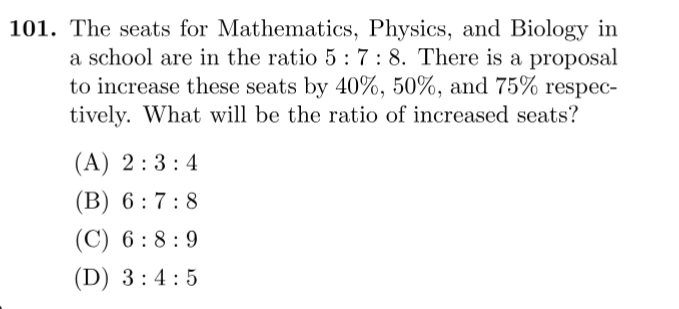 101. The seats for Mathematics, Physics, and Biology in
a school are in the ratio 5 : 7 : 8. There is a proposal
to increase these seats by 40%, 50%, and 75% respec-
tively. What will be the ratio of increased seats?
(A) 2 : 3 : 4
(B) 6 : 7 : 8
(C) 6 : 8 : 9
(D) 3 : 4 : 5